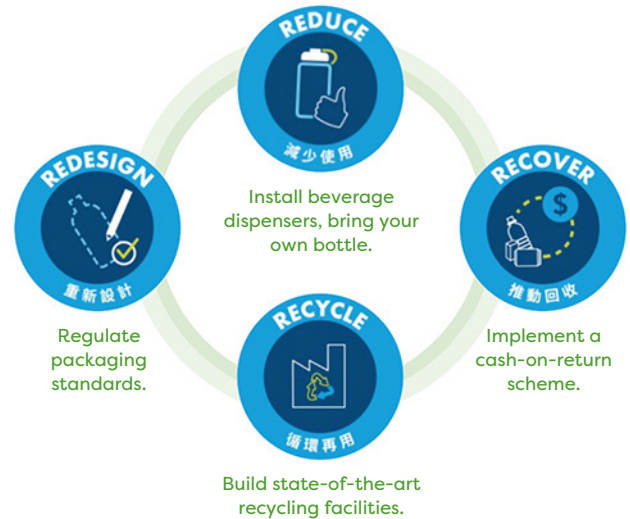 REDUCE
減少使用
Install beverage
dispensers, bring your
own bottle.
REDESIGN
重新設計
Regulate
packaging
standards.
RECOVER
$
推動回收
Implement a
cash-on-return
scheme.
RECYCLE
循環再用
Build state-of-the-art
recycling facilities.